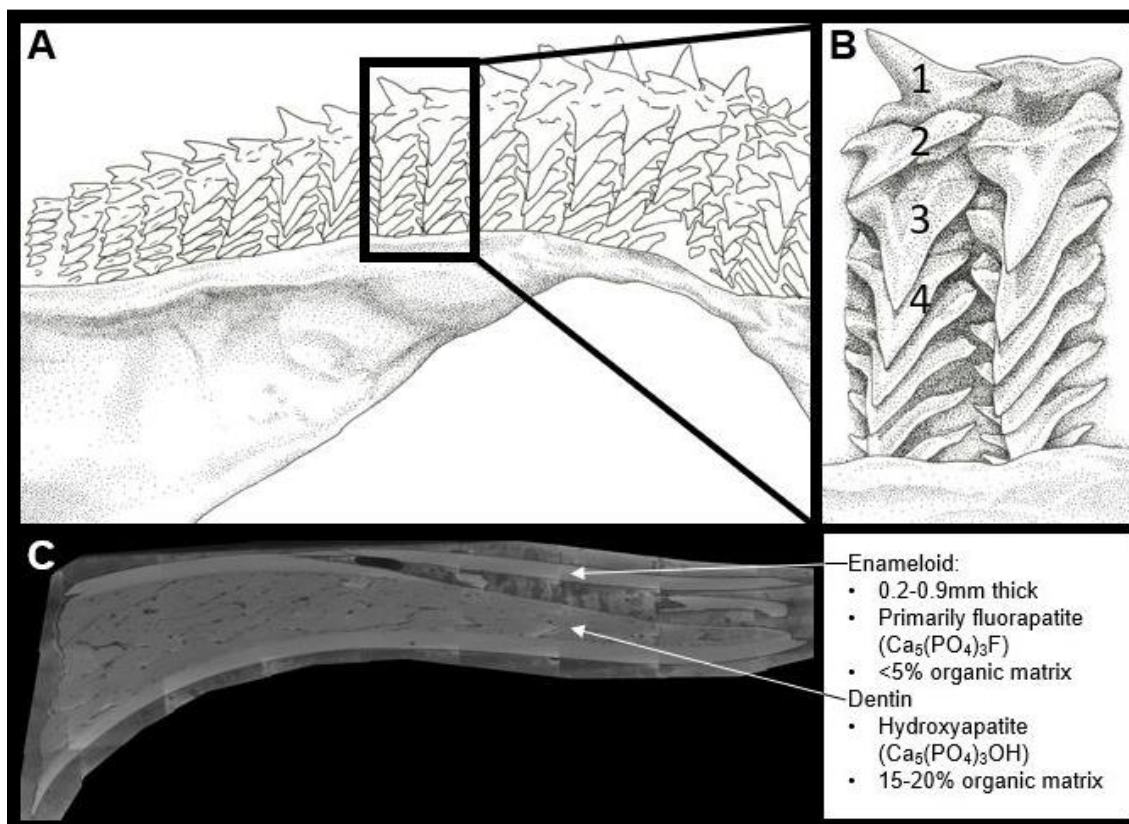 A
B
1
2
3
4
C
Enameloid:
• 0.2-0.9mm thick
• Primarily fluorapatite
(Ca₅(PO₄)₃F)
• <5% organic matrix
Dentin
• Hydroxyapatite
(Ca₅(PO₄)₃OH)
• 15-20% organic matrix